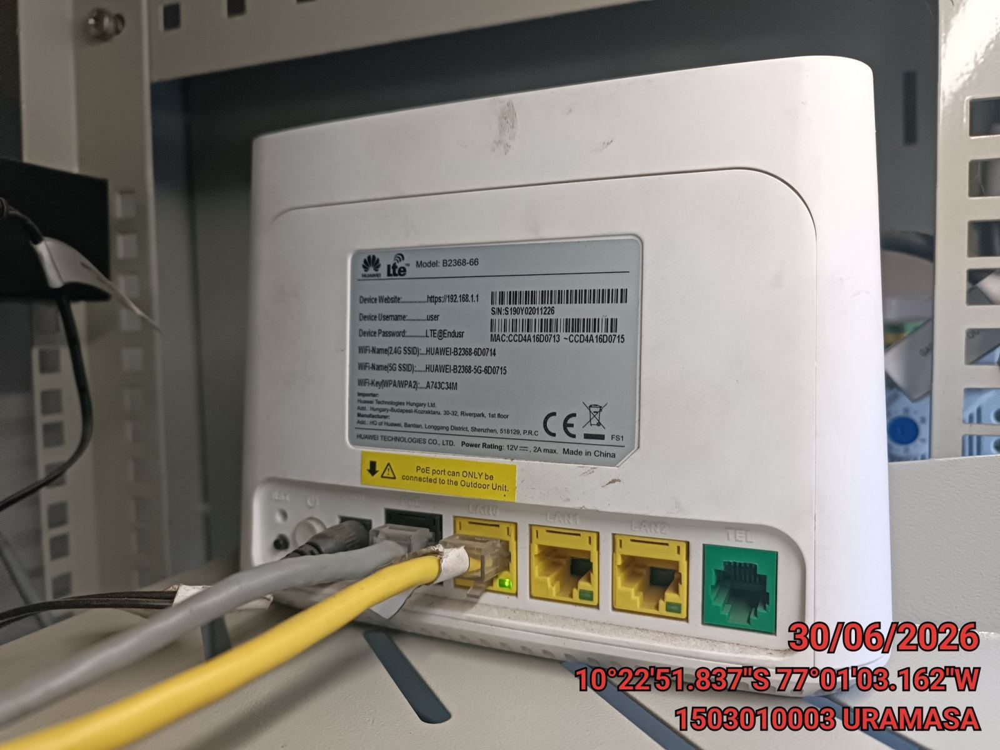 HUAWEI Lte™ Model: B2368-66
Device Website:..............https://192.168.1.1
S/N:S190Y02011226
Device Username:...........user
Device Password:...........LTE@Endusr
MAC:CCD4A16D0713 ~CCD4A16D0715
WiFi-Name(2.4G SSID):...HUAWEI-B2368-6D0714
WiFi-Name(5G SSID):......HUAWEI-B2368-5G-6D0715
WiFi-Key(WPA/WPA2):....A743C34M
Importer:
Huawei Technologies Hungary Ltd.
Add.: Hungary-Budapest-Kozraktaru. 30-32, Riverpark, 1st floor
Manufacturer:
Add.: HQ of Huawei, Bantian, Longgang District, Shenzhen, 518129, P.R.C
CE
FS1
HUAWEI TECHNOLOGIES CO., LTD. Power Rating: 12V⎓, 2A max. Made in China
PoE port can ONLY be
connected to the Outdoor Unit.
LAN0 LAN1 LAN2 TEL
30/06/2026
10°22'51.837"S 77°01'03.162"W
1503010003 URAMASA